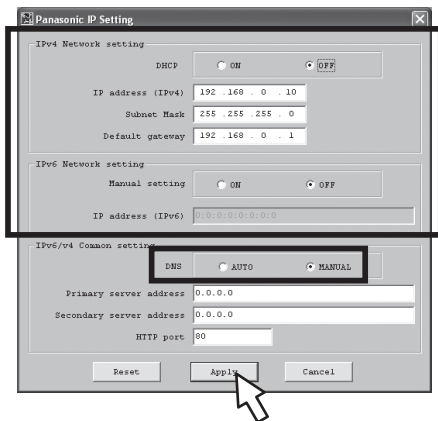 Panasonic IP Setting
IPv4 Network setting
DHCP ON OFF
IP address (IPv4) 192 .168 . 0 . 10
Subnet Mask 255 .255 .255 . 0
Default gateway 192 .168 . 0 . 1
IPv6 Network setting
Manual setting ON OFF
IP address (IPv6) 0:0:0:0:0:0:0:0
IPv6/v4 Common setting
DNS AUTO MANUAL
Primary server address 0.0.0.0
Secondary server address 0.0.0.0
HTTP port 80
Reset Apply Cancel